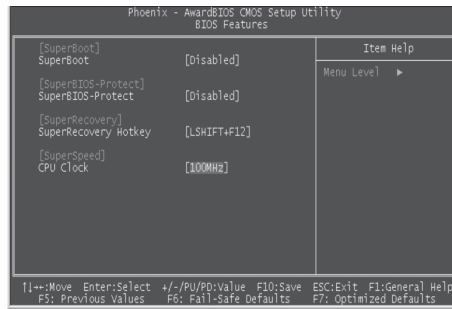 Phoenix - AwardBIOS CMOS Setup Utility
BIOS Features
[SuperBoot]
SuperBoot [Disabled]
[SuperBIOS-Protect]
SuperBIOS-Protect [Disabled]
[SuperRecovery]
SuperRecovery Hotkey [LSHIFT+F12]
[SuperSpeed]
CPU Clock [100MHz]
Item Help
Menu Level ▶
↑↓→←:Move Enter:Select +/-/PU/PD:Value F10:Save ESC:Exit F1:General Help
F5: Previous Values F6: Fail-Safe Defaults F7: Optimized Defaults